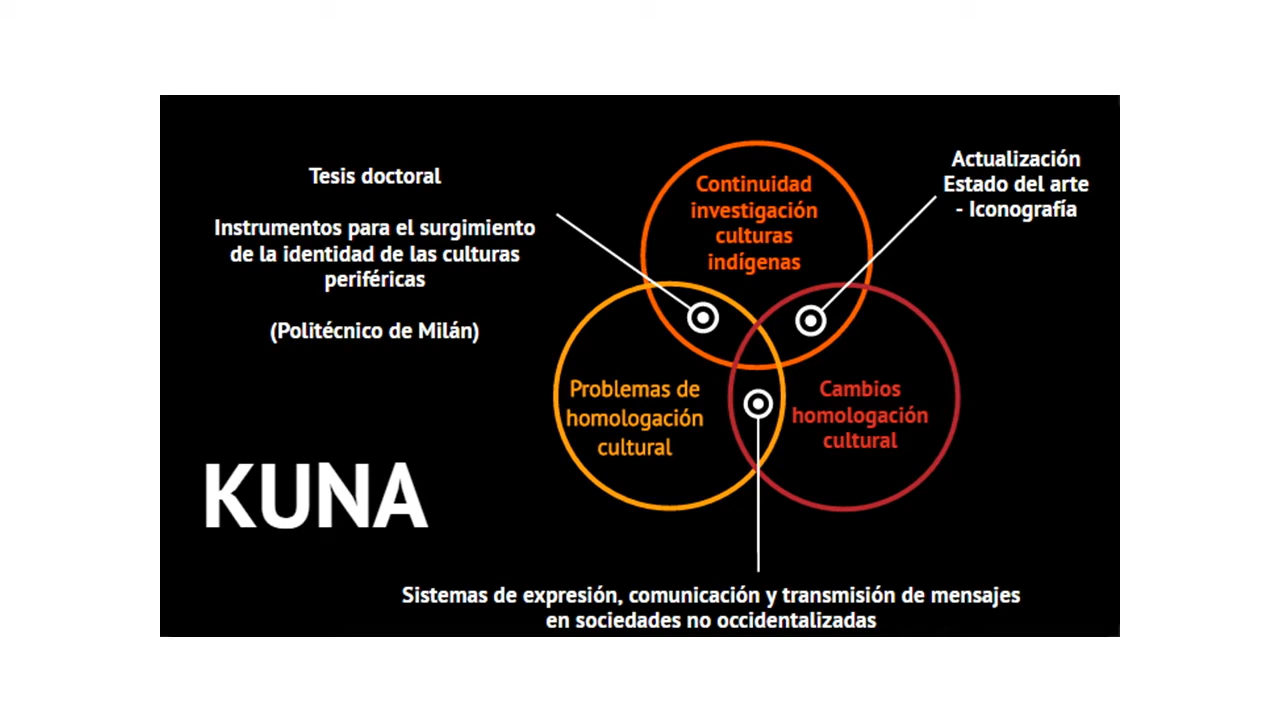 Tesis doctoral
Instrumentos para el surgimiento
de la identidad de las culturas
periféricas
(Politécnico de Milán)
Continuidad
investigación
culturas
indígenas
Actualización
Estado del arte
- Iconografía
Problemas de
homologación
cultural
Cambios
homologación
cultural
KUNA
Sistemas de expresión, comunicación y transmisión de mensajes
en sociedades no occidentalizadas